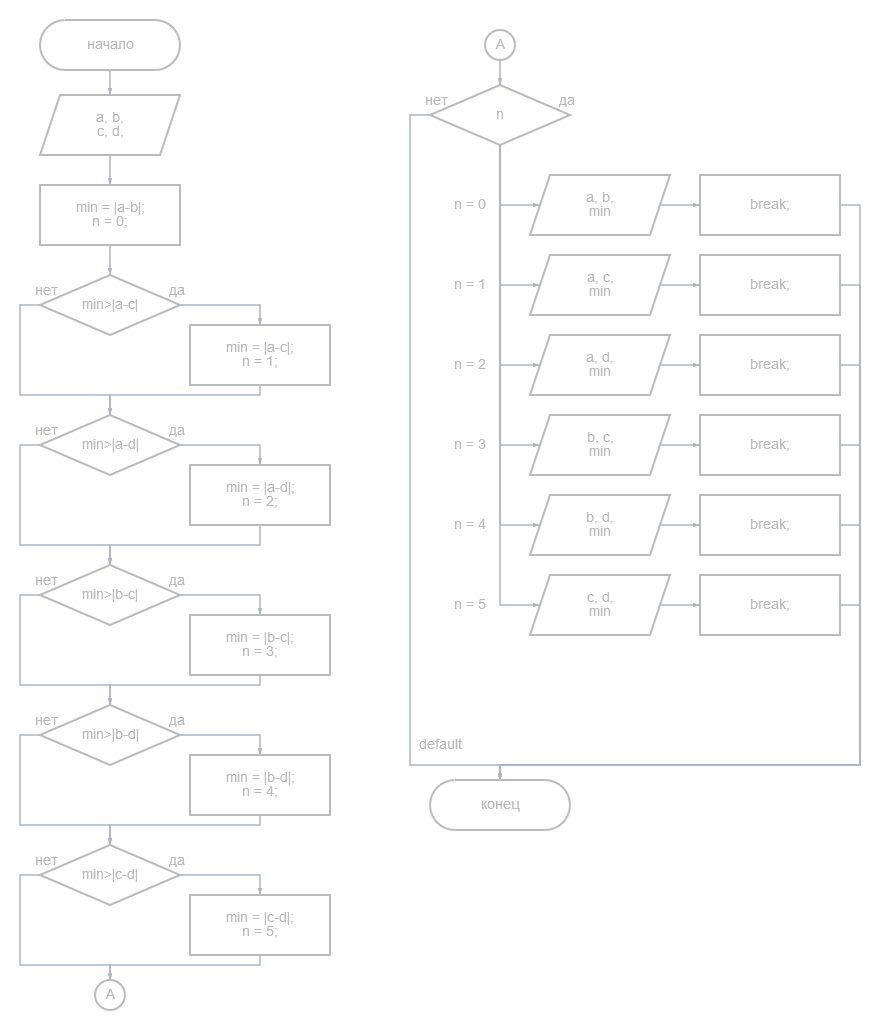 начало
a, b,
c, d,
min = |a-b|;
n = 0;
нет
да
min>|a-c|
min = |a-c|;
n = 1;
нет
да
min>|a-d|
min = |a-d|;
n = 2;
нет
да
min>|b-c|
min = |b-c|;
n = 3;
нет
да
min>|b-d|
min = |b-d|;
n = 4;
нет
да
min>|c-d|
min = |c-d|;
n = 5;
A
A
нет
да
n
n = 0
a, b,
min
break;
n = 1
a, c,
min
break;
n = 2
a, d,
min
break;
n = 3
b, c,
min
break;
n = 4
b, d,
min
break;
n = 5
c, d,
min
break;
default
конец